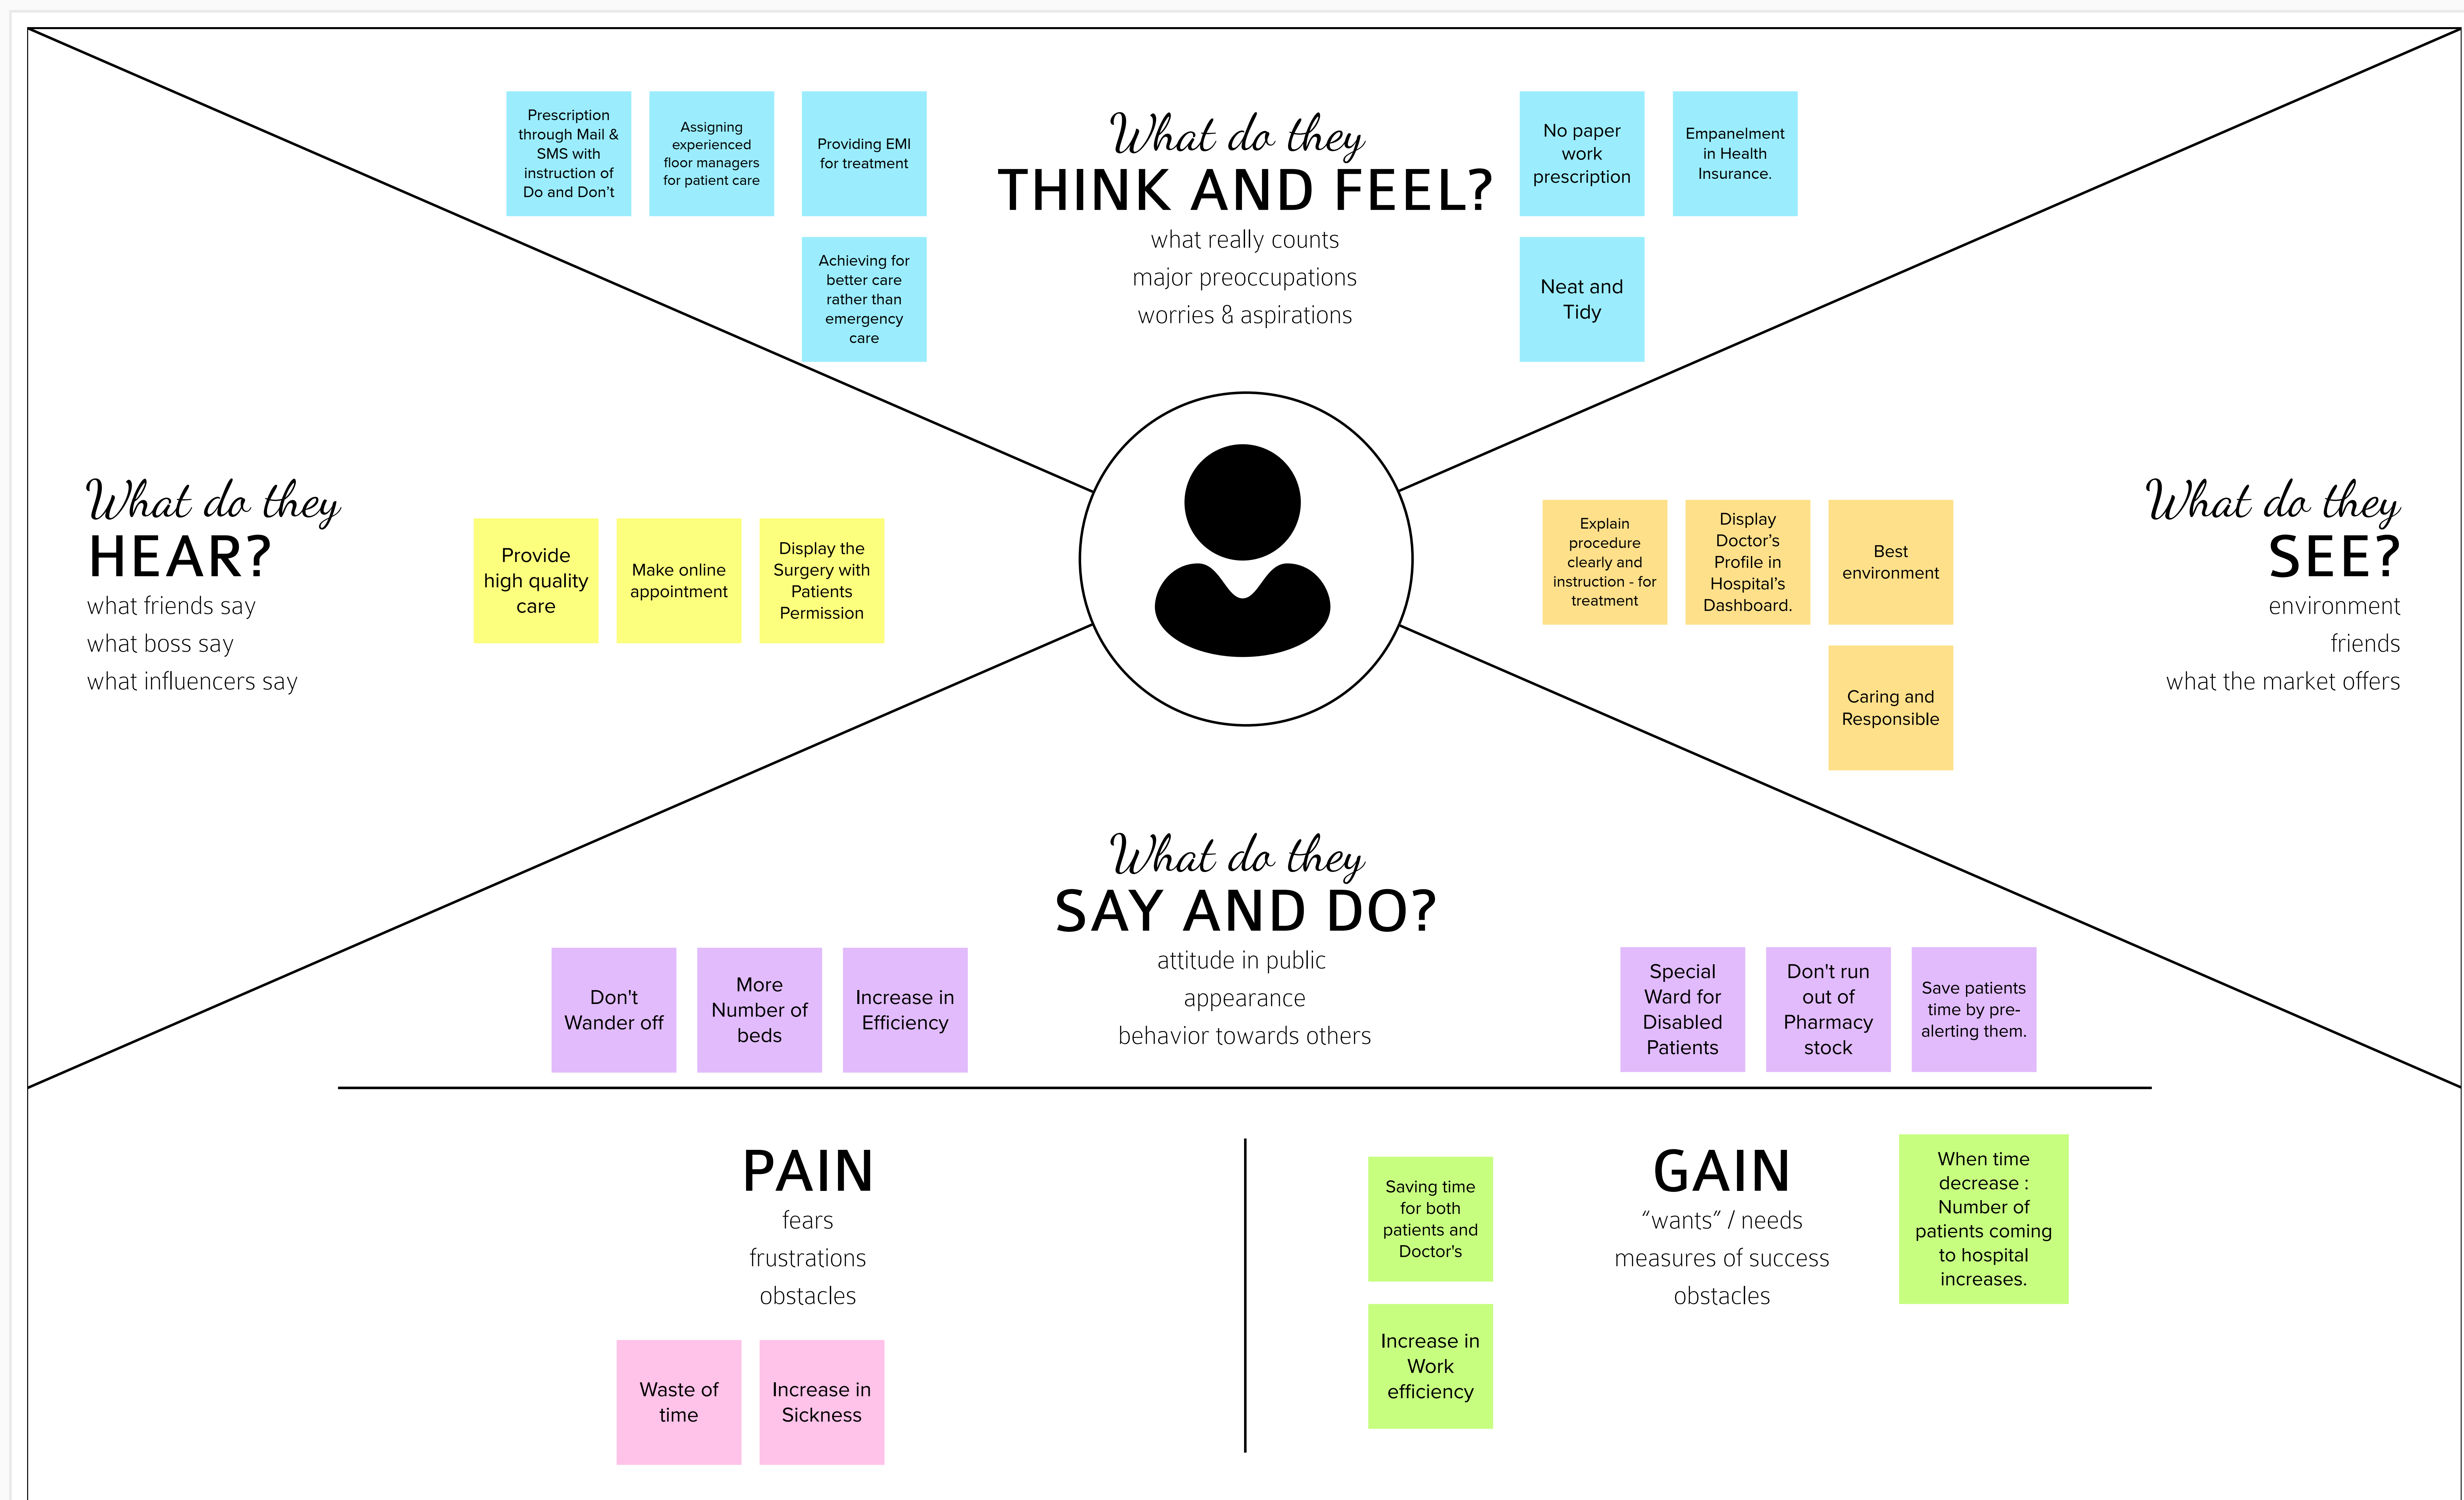 Prescription
through Mail &
SMS with
instruction of
Do and Don’t
Assigning
experienced
floor managers
for patient care
Providing EMI
for treatment
Achieving for
better care
rather than
emergency
care
What do they
THINK AND FEEL?
what really counts
major preoccupations
worries & aspirations
No paper
work
prescription
Empanelment
in Health
Insurance.
Neat and
Tidy
What do they
HEAR?
what friends say
what boss say
what influencers say
Provide
high quality
care
Make online
appointment
Display the
Surgery with
Patients
Permission
Explain
procedure
clearly and
instruction - for
treatment
Display
Doctor’s
Profile in
Hospital’s
Dashboard.
Best
environment
Caring and
Responsible
What do they
SEE?
environment
friends
what the market offers
What do they
SAY AND DO?
attitude in public
appearance
behavior towards others
Don't
Wander off
More
Number of
beds
Increase in
Efficiency
Special
Ward for
Disabled
Patients
Don't run
out of
Pharmacy
stock
Save patients
time by pre-
alerting them.
PAIN
fears
frustrations
obstacles
Waste of
time
Increase in
Sickness
Saving time
for both
patients and
Doctor's
Increase in
Work
efficiency
GAIN
“wants” / needs
measures of success
obstacles
When time
decrease :
Number of
patients coming
to hospital
increases.